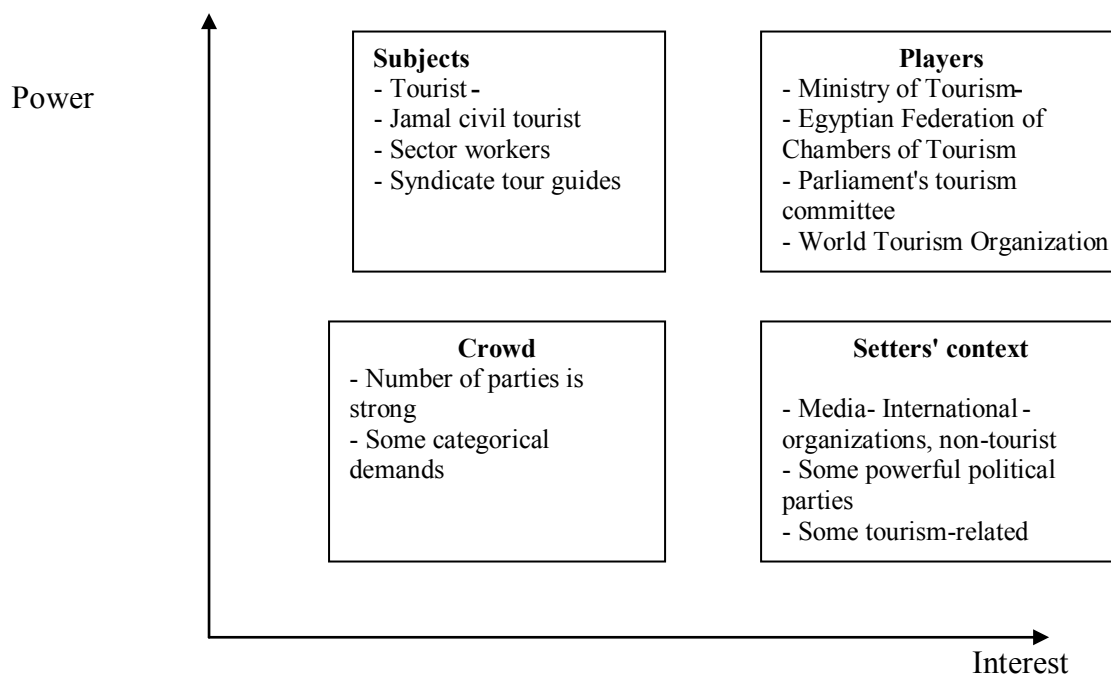 Power
Subjects
- Tourist -
- Jamal civil tourist
- Sector workers
- Syndicate tour guides
Players
- Ministry of Tourism-
- Egyptian Federation of
Chambers of Tourism
- Parliament's tourism
committee
- World Tourism Organization
Crowd
- Number of parties is
strong
- Some categorical
demands
Setters' context
- Media- International -
organizations, non-tourist
- Some powerful political
parties
- Some tourism-related
Interest